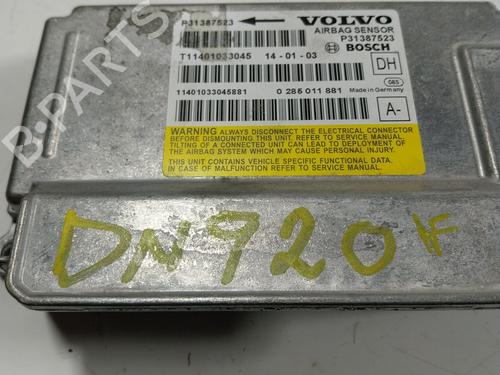 P31387523 VOLVO
AIRBAG SENSOR
P31387523
BOSCH
T11401033045 14-01-03
DH
085
11401033045881 0 285 011 881 Made in Germany
A-
WARNING ALWAYS DISCONNECT THE ELECTRICAL CONNECTOR
BEFORE DISMOUNTING THIS UNIT. REFER TO SERVICE MANUAL.
TILTING OF A CONNECTED UNIT CAN LEAD TO DEPLOYMENT OF
THE AIRBAG SYSTEM WHICH MAY CAUSE PERSONAL INJURY.
THIS UNIT CONTAINS VEHICLE SPECIFIC FUNCTIONAL DATA.
IN CASE OF MALFUNCTION REFER TO SERVICE MANUAL.
DN920